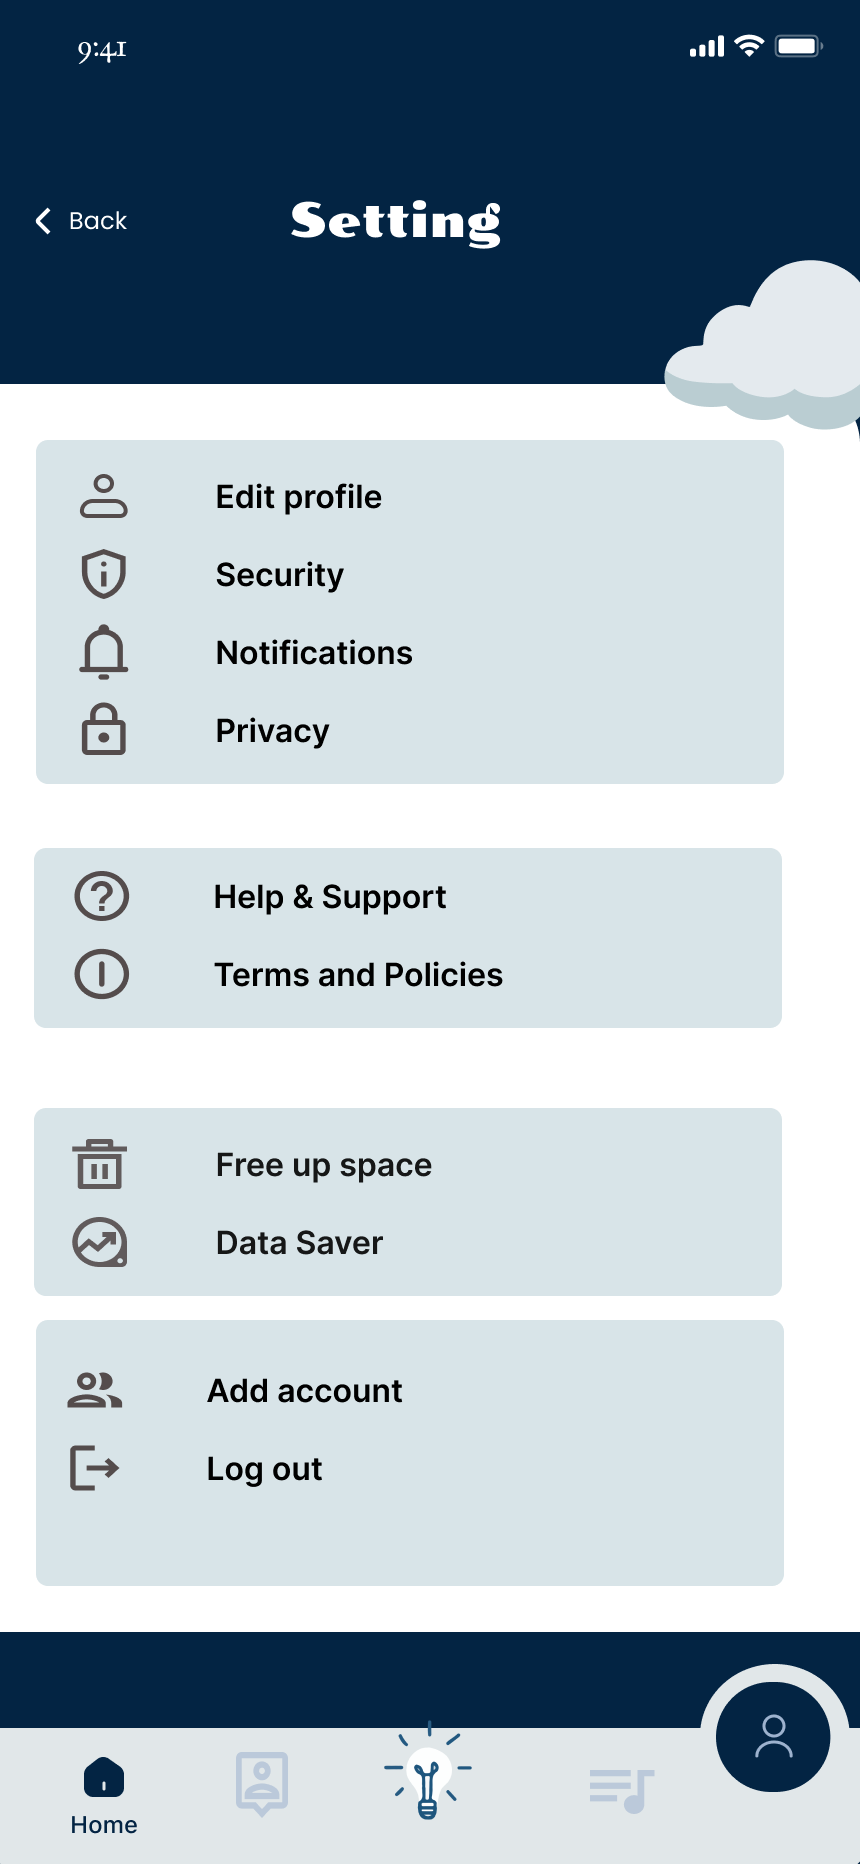 9:41
Back
Setting
Edit profile
Security
Notifications
Privacy
Help & Support
Terms and Policies
Free up space
Data Saver
Add account
Log out
Home